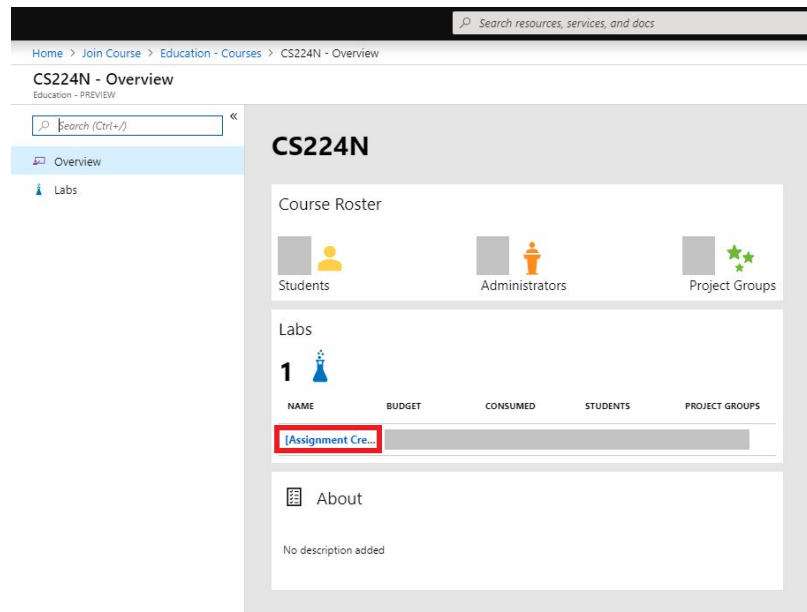 Search resources, services, and docs
Home > Join Course > Education - Courses > CS224N - Overview
CS224N - Overview
Education - PREVIEW
Search (Ctrl+/)
«
Overview
Labs
CS224N
Course Roster
Students Administrators Project Groups
Labs
1
NAME BUDGET CONSUMED STUDENTS PROJECT GROUPS
[Assignment Cre...
About
No description added